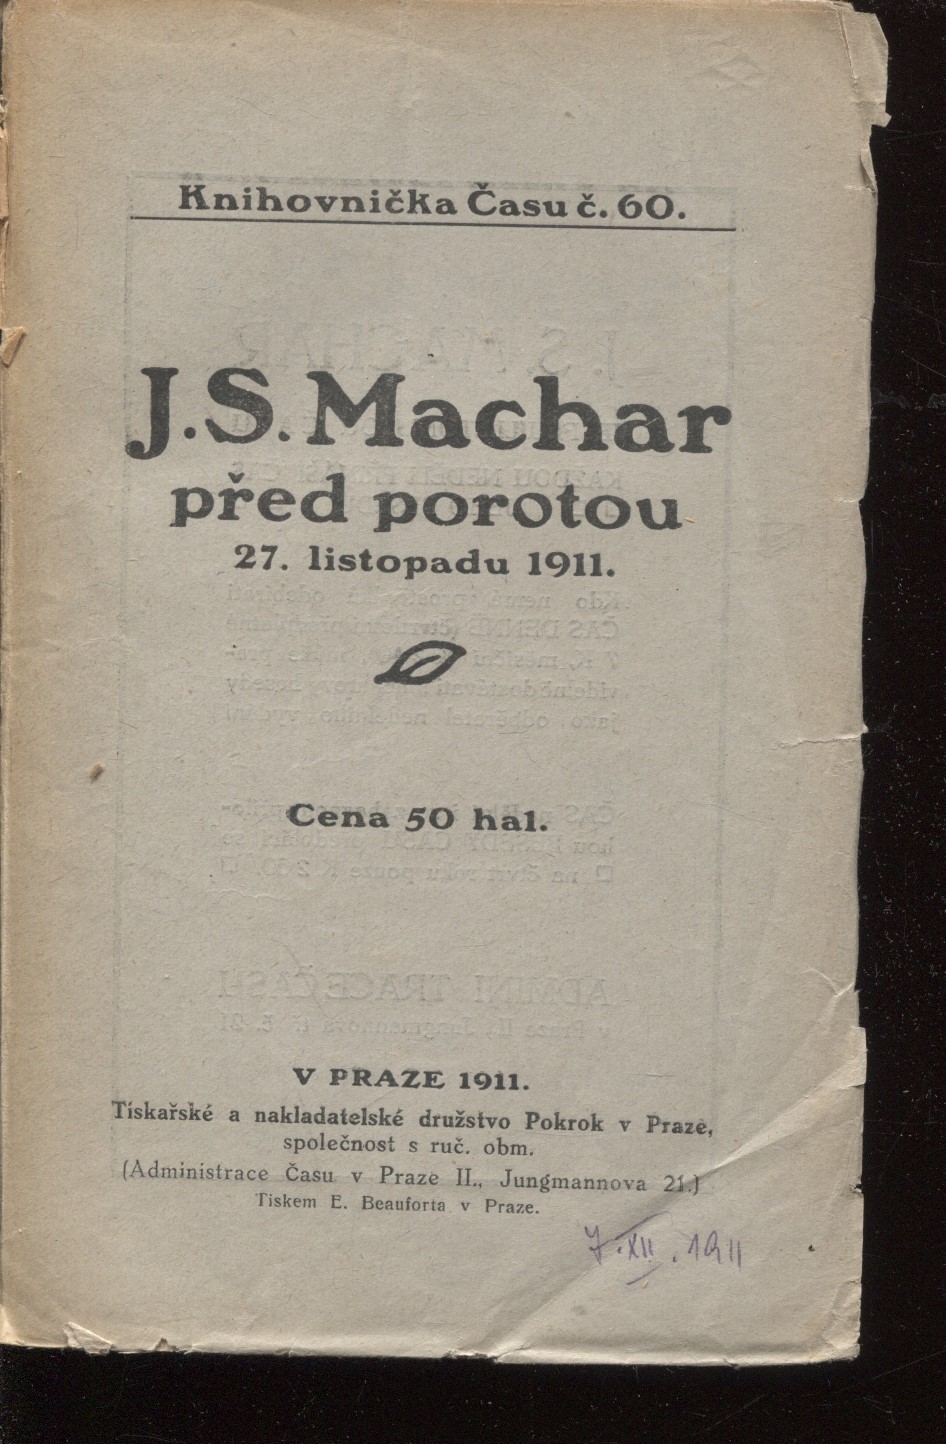 Knihovnička Času č. 60.
J. S. Machar
před porotou
27. listopadu 1911.
Cena 50 hal.
V PRAZE 1911.
Tiskařské a nakladatelské družstvo Pokrok v Praze,
společnost s ruč. obm.
(Administrace Času v Praze II., Jungmannova 21.)
Tiskem E. Beauforta v Praze.
7. XII. 1911